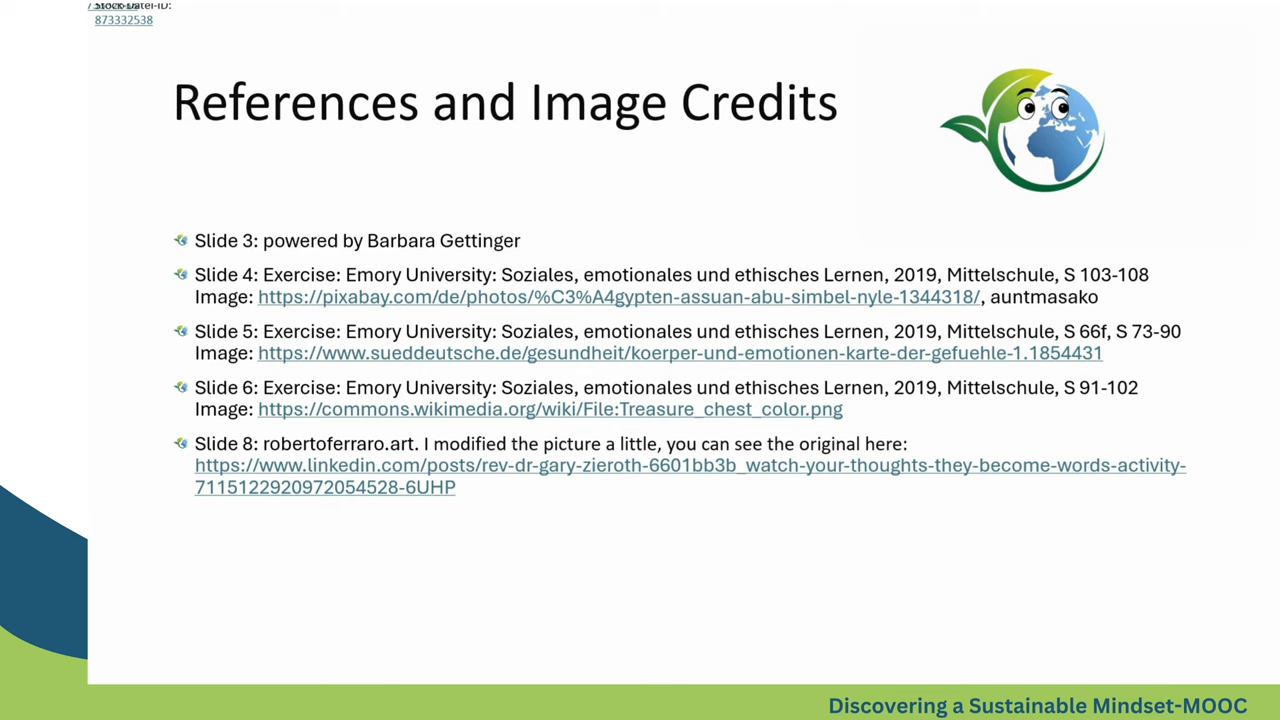 Stock-Datei-ID:
873332538
References and Image Credits
Slide 3: powered by Barbara Gettinger
Slide 4: Exercise: Emory University: Soziales, emotionales und ethisches Lernen, 2019, Mittelschule, S 103-108
Image: https://pixabay.com/de/photos/%C3%A4gypten-assuan-abu-simbel-nyle-1344318/, auntmasako
Slide 5: Exercise: Emory University: Soziales, emotionales und ethisches Lernen, 2019, Mittelschule, S 66f, S 73-90
Image: https://www.sueddeutsche.de/gesundheit/koerper-und-emotionen-karte-der-gefuehle-1.1854431
Slide 6: Exercise: Emory University: Soziales, emotionales und ethisches Lernen, 2019, Mittelschule, S 91-102
Image: https://commons.wikimedia.org/wiki/File:Treasure_chest_color.png
Slide 8: robertoferraro.art. I modified the picture a little, you can see the original here:
https://www.linkedin.com/posts/rev-dr-gary-zieroth-6601bb3b_watch-your-thoughts-they-become-words-activity-
7115122920972054528-6UHP
Discovering a Sustainable Mindset-MOOC